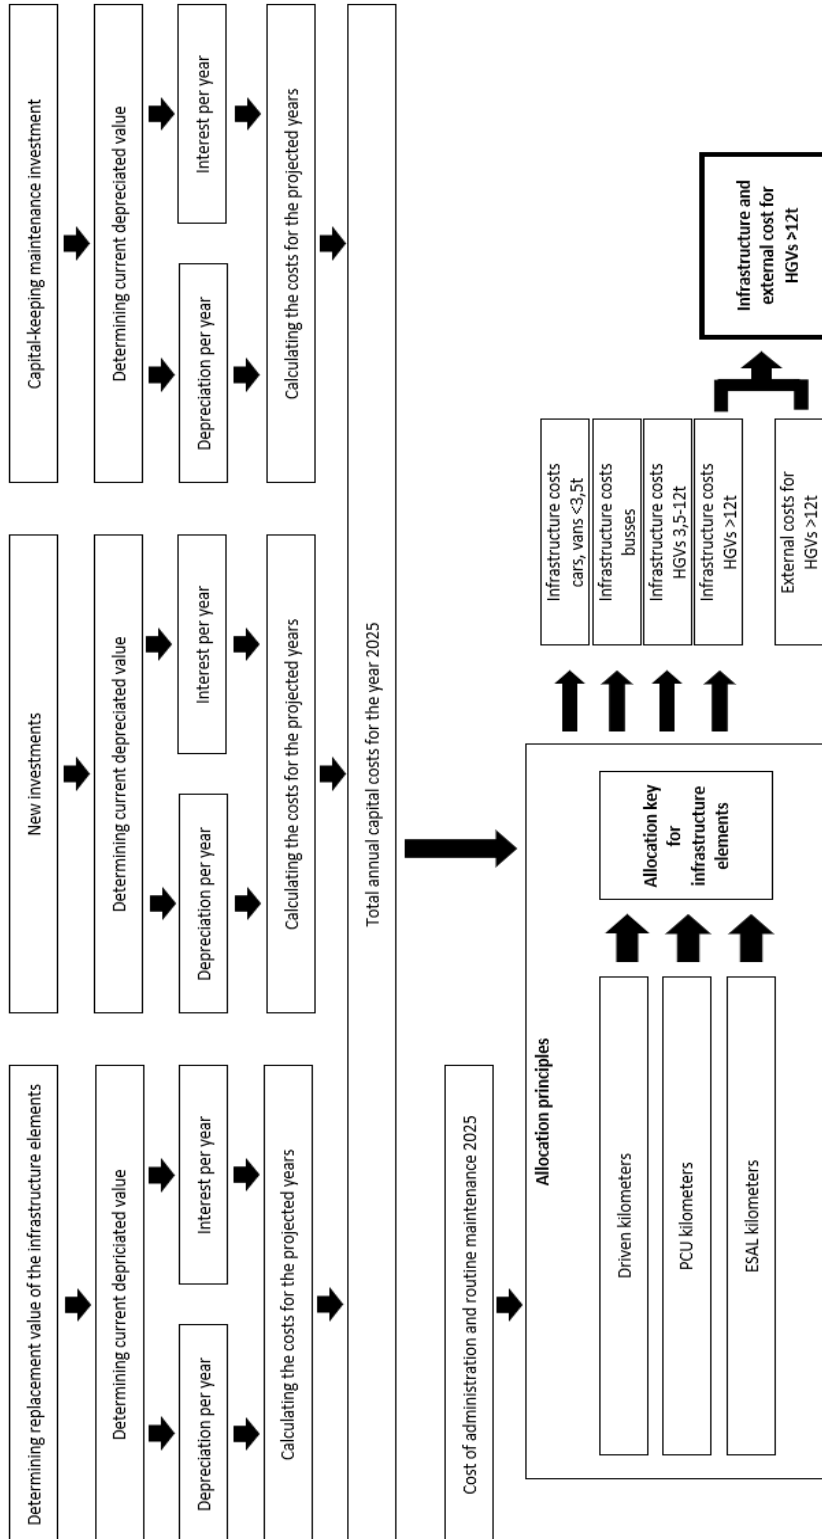 Determining replacement value of the infrastructure elements
New investments
Capital-keeping maintenance investment
Determining current depriciated value
Determining current depreciated value
Determining current depreciated value
Depreciation per year
Interest per year
Depreciation per year
Interest per year
Depreciation per year
Interest per year
Calculating the costs for the projected years
Calculating the costs for the projected years
Calculating the costs for the projected years
Total annual capital costs for the year 2025
Cost of administration and routine maintenance 2025
Allocation principles
Driven kilometers
PCU kilometers
ESAL kilometers
Allocation key
for
infrastructure
elements
Infrastructure costs
cars, vans <3,5t
Infrastructure costs
busses
Infrastructure costs
HGVs 3,5-12t
Infrastructure costs
HGVs >12t
External costs for
HGVs >12t
Infrastructure and
external cost for
HGVs >12t